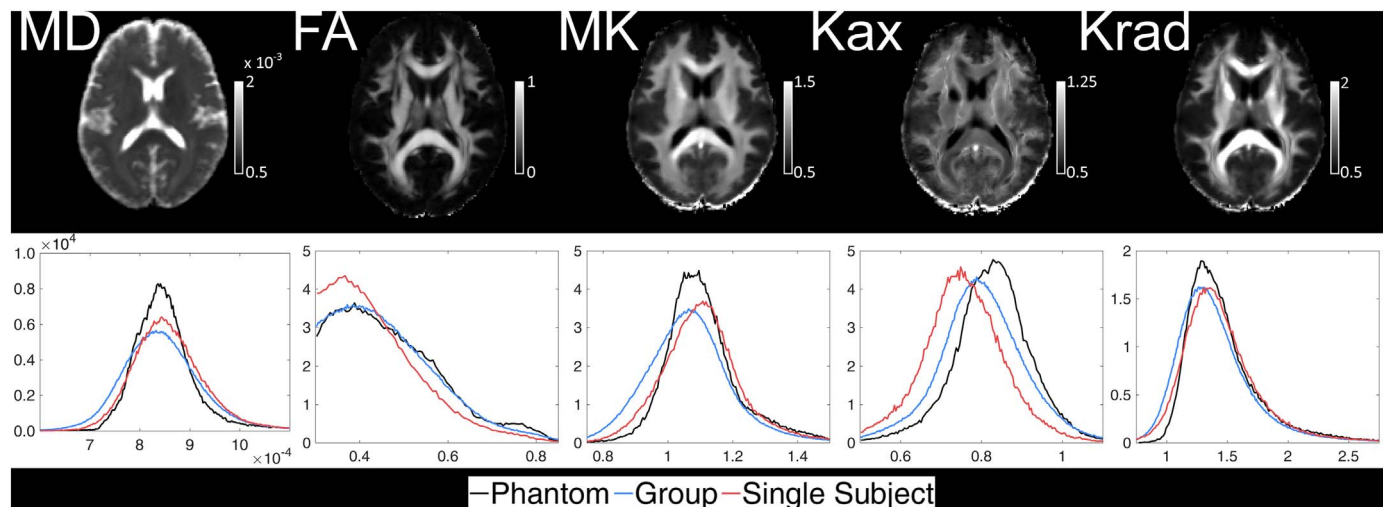 MD FA MK Kax Krad
x 10⁻³
2 1 1.5 1.25 2
0.5 0 0.5 0.5 0.5
×10⁴
1.0 5 5 5 2
0.8 4 4 4 1.5
0.6 3 3 3
0.4 2 2 2 1
0.2 1 1 1 0.5
0.0 0 0 0 0
7 8 9 10 0.4 0.6 0.8 0.8 1 1.2 1.4 0.6 0.8 1 1 1.5 2 2.5
×10⁻⁴
Phantom Group Single Subject